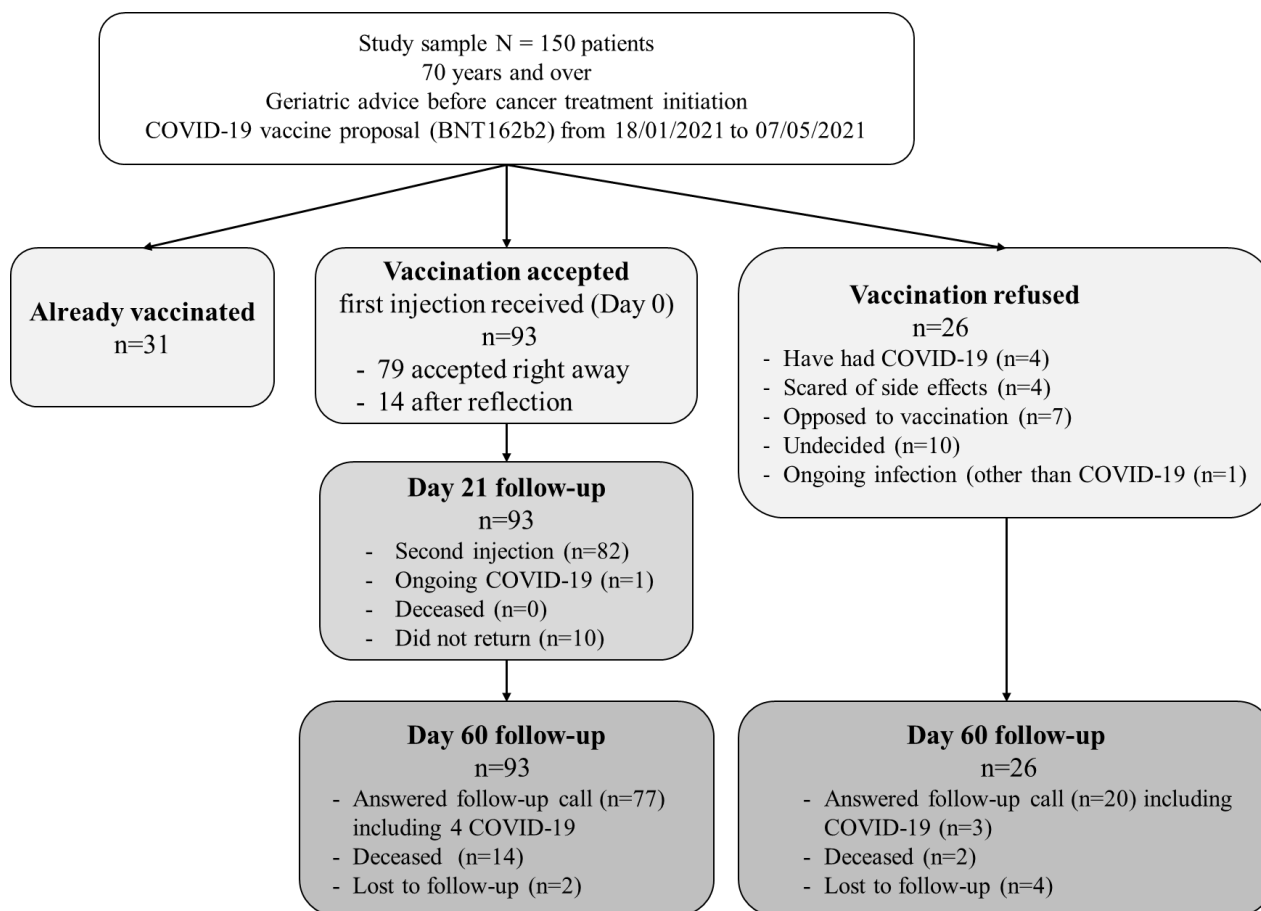 Study sample N = 150 patients
70 years and over
Geriatric advice before cancer treatment initiation
COVID-19 vaccine proposal (BNT162b2) from 18/01/2021 to 07/05/2021
Already vaccinated
n=31
Vaccination accepted
first injection received (Day 0)
n=93
- 79 accepted right away
- 14 after reflection
Vaccination refused
n=26
- Have had COVID-19 (n=4)
- Scared of side effects (n=4)
- Opposed to vaccination (n=7)
- Undecided (n=10)
- Ongoing infection (other than COVID-19 (n=1)
Day 21 follow-up
n=93
- Second injection (n=82)
- Ongoing COVID-19 (n=1)
- Deceased (n=0)
- Did not return (n=10)
Day 60 follow-up
n=93
- Answered follow-up call (n=77)
including 4 COVID-19
- Deceased (n=14)
- Lost to follow-up (n=2)
Day 60 follow-up
n=26
- Answered follow-up call (n=20) including
COVID-19 (n=3)
- Deceased (n=2)
- Lost to follow-up (n=4)